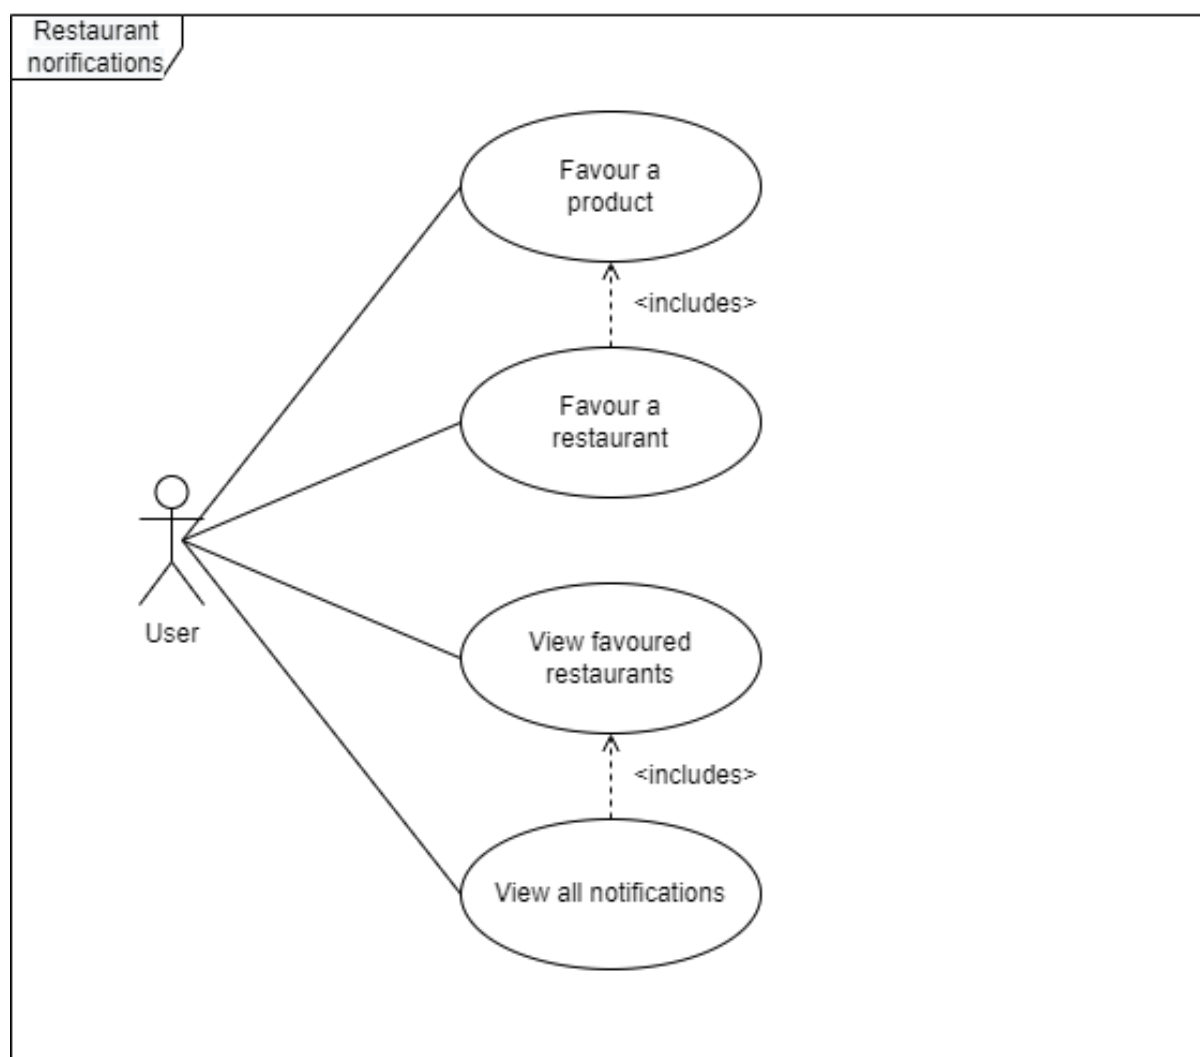 Restaurant
norifications
Favour a
product
<includes>
Favour a
restaurant
User
View favoured
restaurants
<includes>
View all notifications